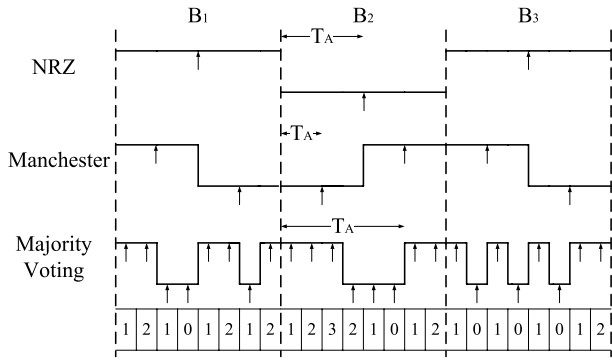 B1 B2 B3
TA
NRZ
TA
Manchester
TA
Majority
Voting
1 2 1 0 1 2 1 2 1 2 3 2 1 0 1 2 1 0 1 0 1 0 1 2